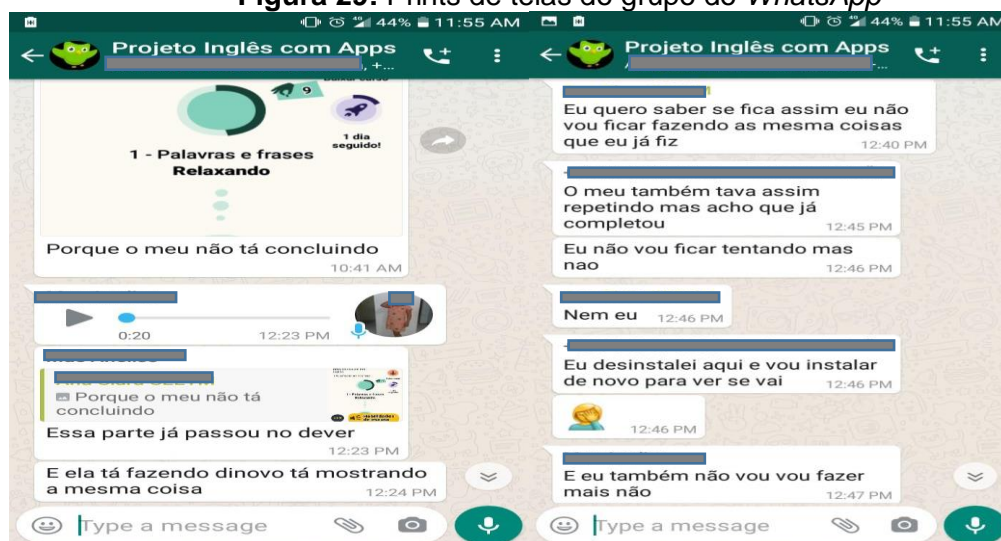 Figura 29: Prints de telas do grupo do WhatsApp
44% 11:55 AM
Projeto Inglês com Apps
, +...
9
1 dia
seguido!
1 - Palavras e frases
Relaxando
Porque o meu não tá concluindo
10:41 AM
0:20 12:23 PM
Porque o meu não tá
concluindo
Essa parte já passou no dever
12:23 PM
E ela tá fazendo dinovo tá mostrando
a mesma coisa 12:24 PM
Type a message
44% 11:55 AM
Projeto Inglês com Apps
Eu quero saber se fica assim eu não
vou ficar fazendo as mesma coisas
que eu já fiz 12:40 PM
O meu também tava assim
repetindo mas acho que já
completou 12:45 PM
Eu não vou ficar tentando mas
nao 12:46 PM
Nem eu 12:46 PM
Eu desinstalei aqui e vou instalar
de novo para ver se vai 12:46 PM
12:46 PM
E eu também não vou vou fazer
mais não 12:47 PM
Type a message